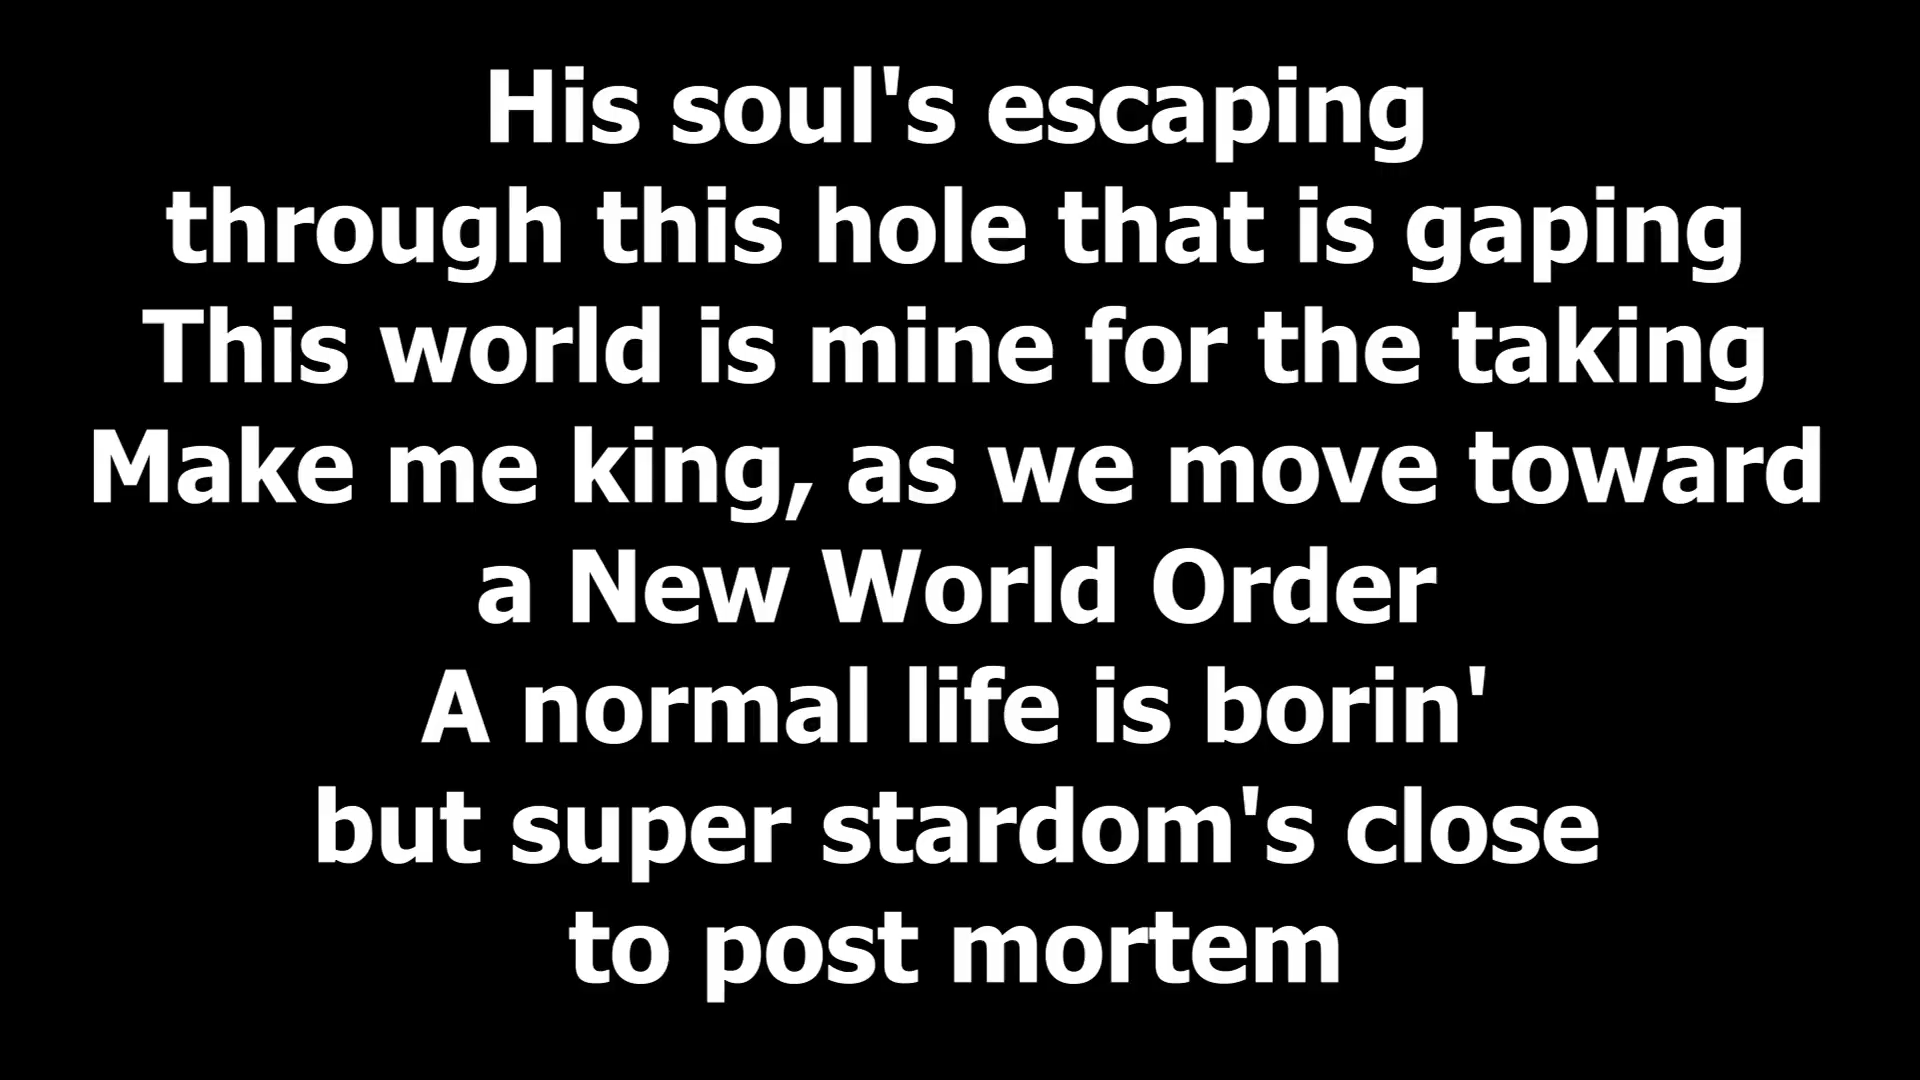 His soul's escaping
through this hole that is gaping
This world is mine for the taking
Make me king, as we move toward
a New World Order
A normal life is borin'
but super stardom's close
to post mortem